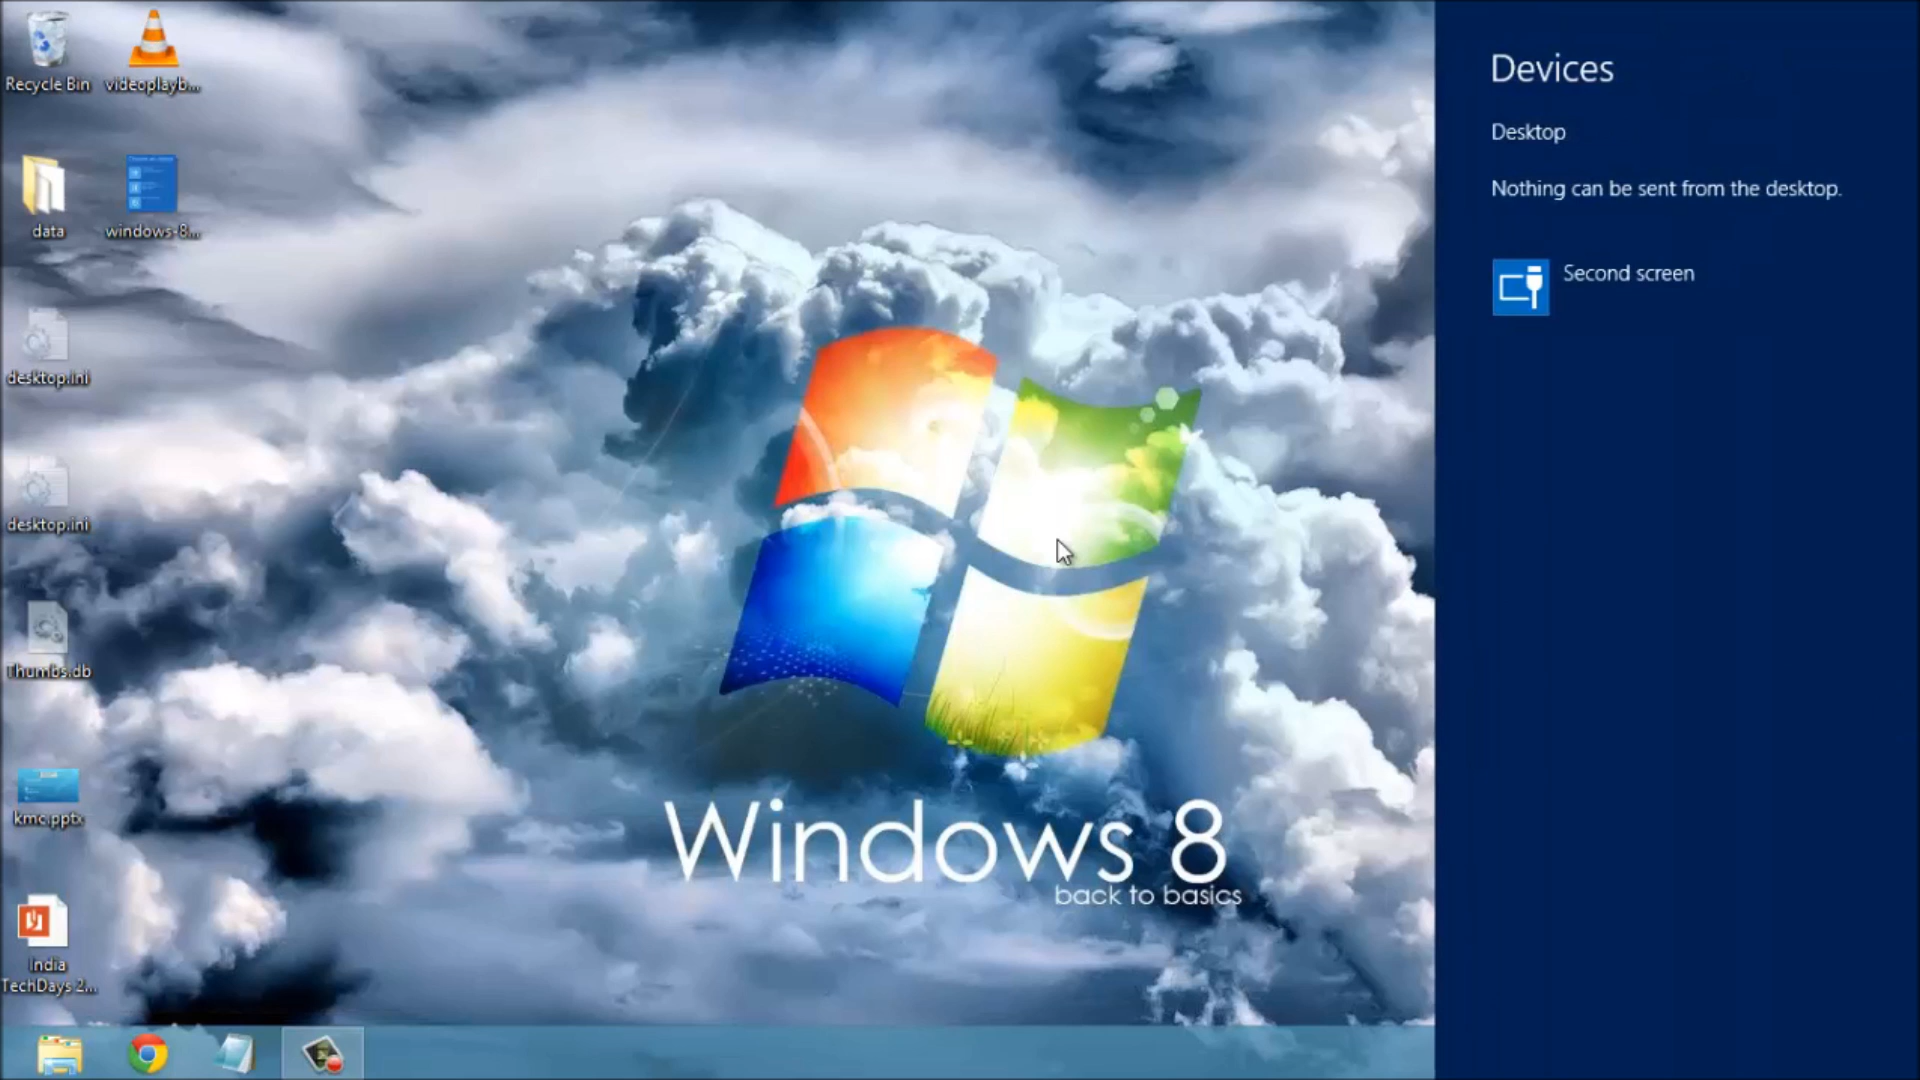 Recycle Bin
videoplayb...
data
windows-8...
desktop.ini
desktop.ini
Thumbs.db
kmc.pptx
India
TechDays 2...
Windows 8
back to basics
Devices
Desktop
Nothing can be sent from the desktop.
Second screen